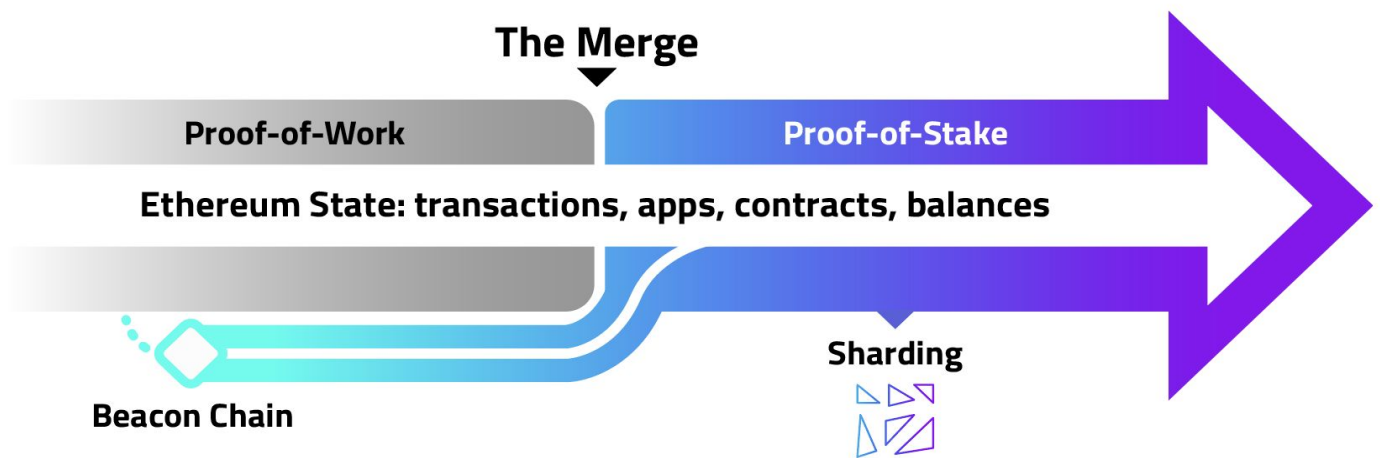 The Merge
Proof-of-Work
Proof-of-Stake
Ethereum State: transactions, apps, contracts, balances
Sharding
Beacon Chain